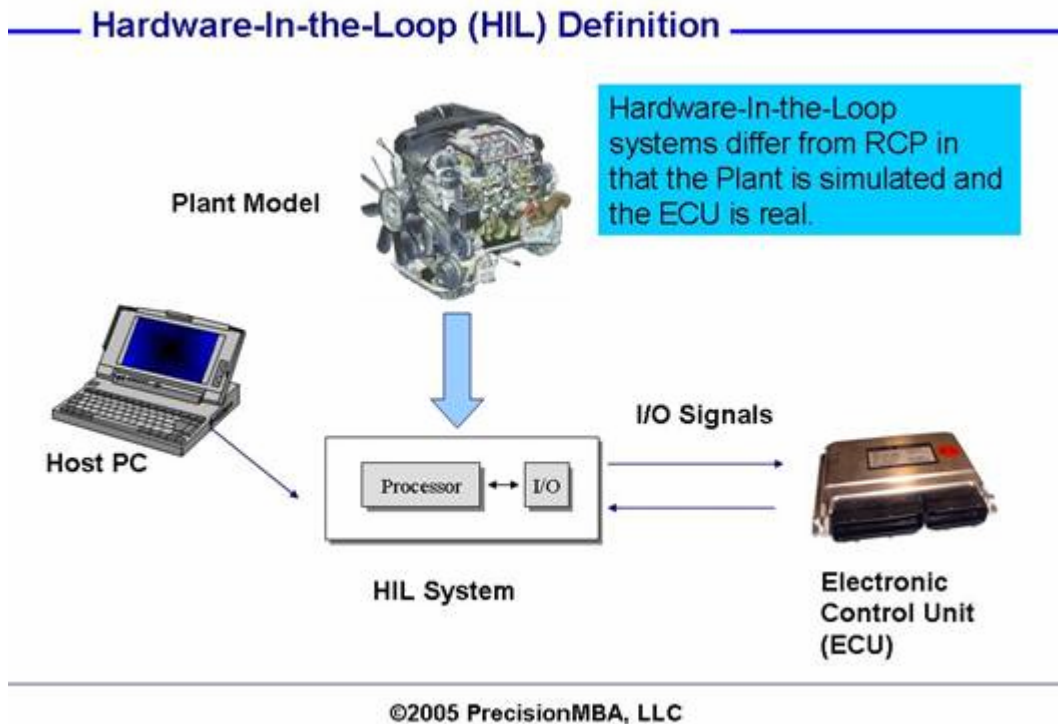 Hardware-In-the-Loop (HIL) Definition
Hardware-In-the-Loop
systems differ from RCP in
that the Plant is simulated and
the ECU is real.
Plant Model
Host PC
I/O Signals
Processor
I/O
HIL System
Electronic
Control Unit
(ECU)
©2005 PrecisionMBA, LLC